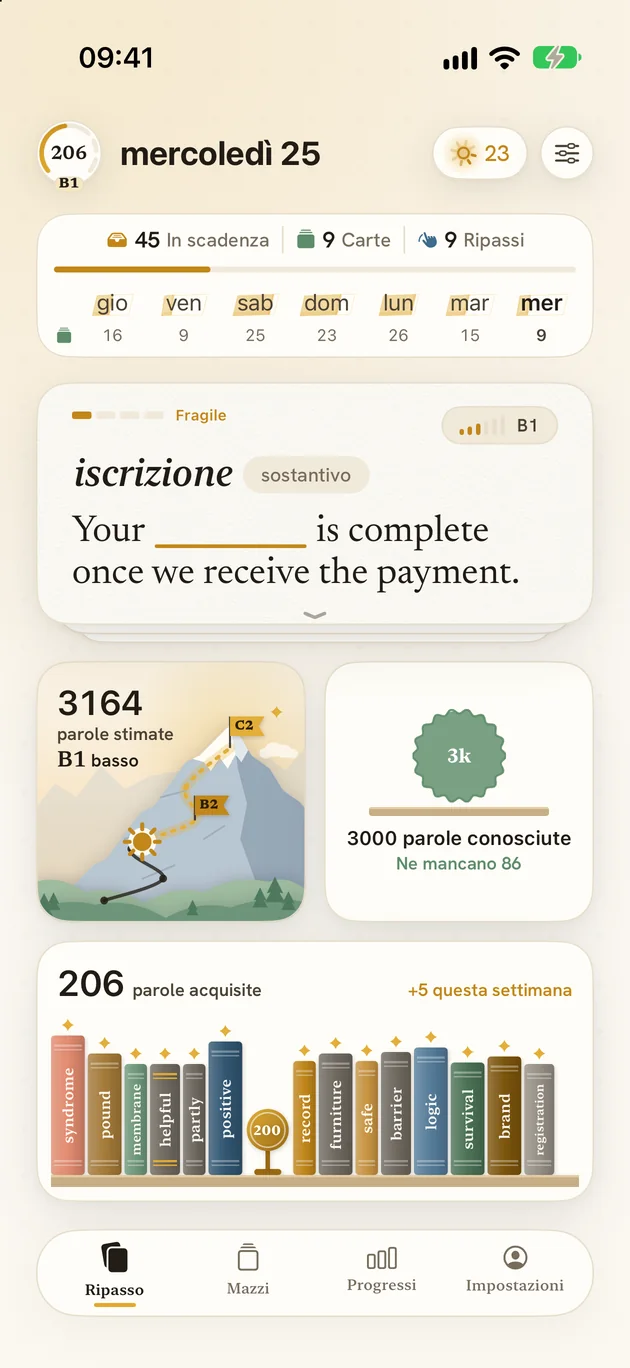 09:41
206
B1
mercoledì 25
23
45 In scadenza
9 Carte
9 Ripassi
gio ven sab dom lun mar mer
16 9 25 23 26 15 9
Fragile
B1
iscrizione sostantivo
Your ________ is complete
once we receive the payment.
3164
parole stimate
B1 basso
C2
B2
3k
3000 parole conosciute
Ne mancano 86
206 parole acquisite
+5 questa settimana
syndrome
pound
membrane
helpful
partly
positive
200
record
furniture
safe
barrier
logic
survival
brand
registration
Ripasso
Mazzi
Progressi
Impostazioni